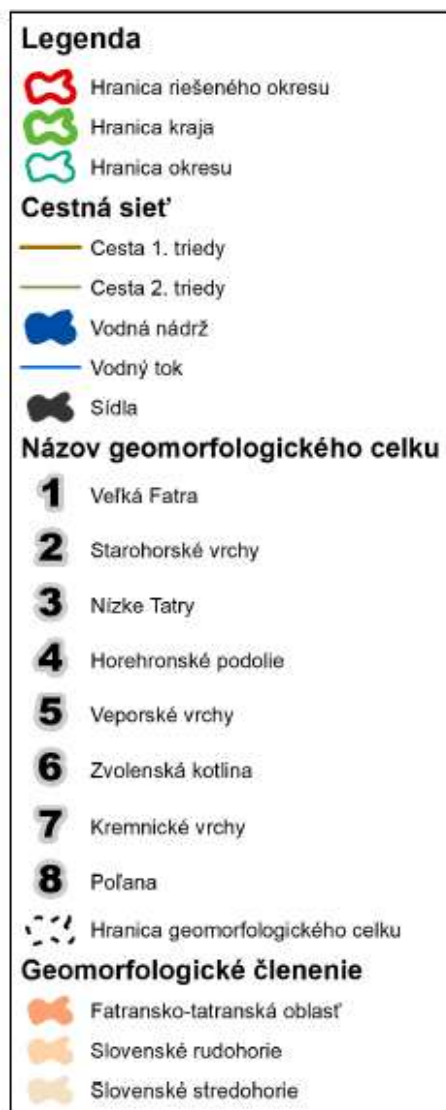 Legenda
Hranica riešeného okresu
Hranica kraja
Hranica okresu
Cestná sieť
Cesta 1. triedy
Cesta 2. triedy
Vodná nádrž
Vodný tok
Sídla
Názov geomorfologického celku
1 Veľká Fatra
2 Starohorské vrchy
3 Nízke Tatry
4 Horehronské podolie
5 Veporské vrchy
6 Zvolenská kotlina
7 Kremnické vrchy
8 Poľana
Hranica geomorfologického celku
Geomorfologické členenie
Fatransko-tatranská oblasť
Slovenské rudohorie
Slovenské stredohorie